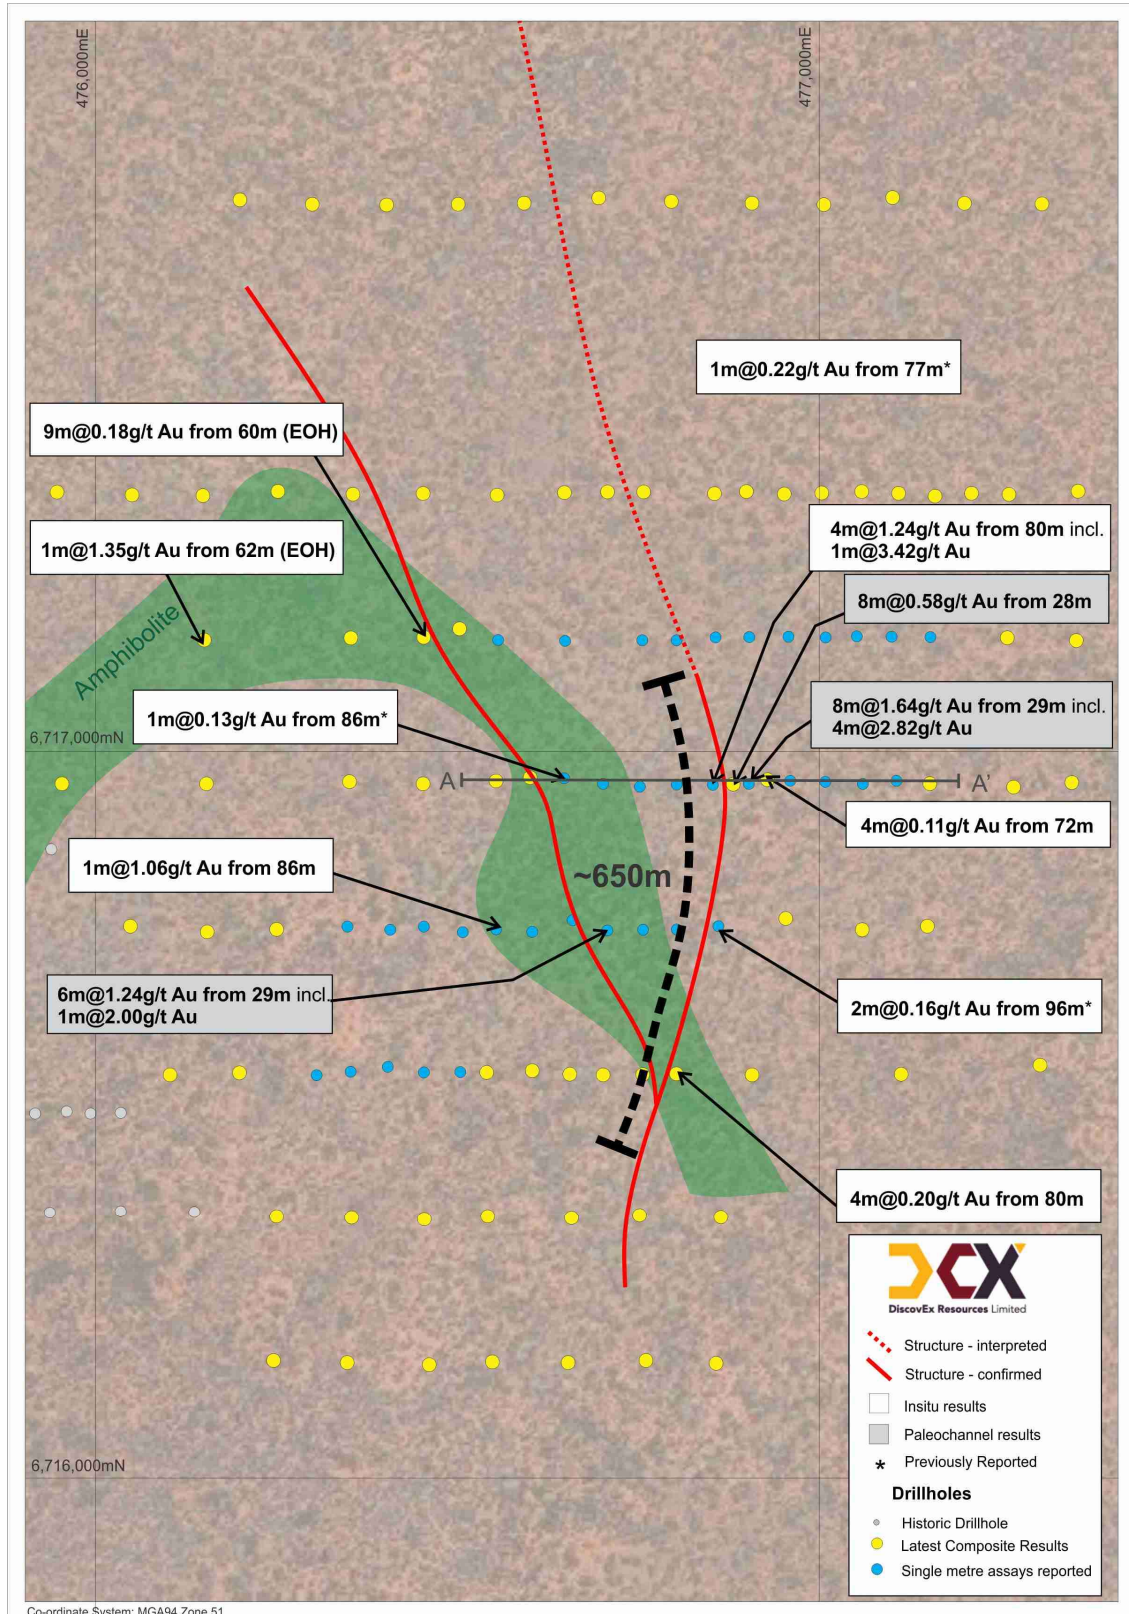 476,000mE
477,000mE
1m@0.22g/t Au from 77m*
9m@0.18g/t Au from 60m (EOH)
4m@1.24g/t Au from 80m incl.
1m@3.42g/t Au
1m@1.35g/t Au from 62m (EOH)
8m@0.58g/t Au from 28m
Amphibolite
1m@0.13g/t Au from 86m*
8m@1.64g/t Au from 29m incl.
4m@2.82g/t Au
6,717,000mN
A
A'
4m@0.11g/t Au from 72m
1m@1.06g/t Au from 86m
~650m
6m@1.24g/t Au from 29m incl.
1m@2.00g/t Au
2m@0.16g/t Au from 96m*
4m@0.20g/t Au from 80m
DCX
DiscovEx Resources Limited
Structure - interpreted
Structure - confirmed
Insitu results
Paleochannel results
* Previously Reported
Drillholes
Historic Drillhole
Latest Composite Results
Single metre assays reported
6,716,000mN
Co-ordinate System: MGA94 Zone 51